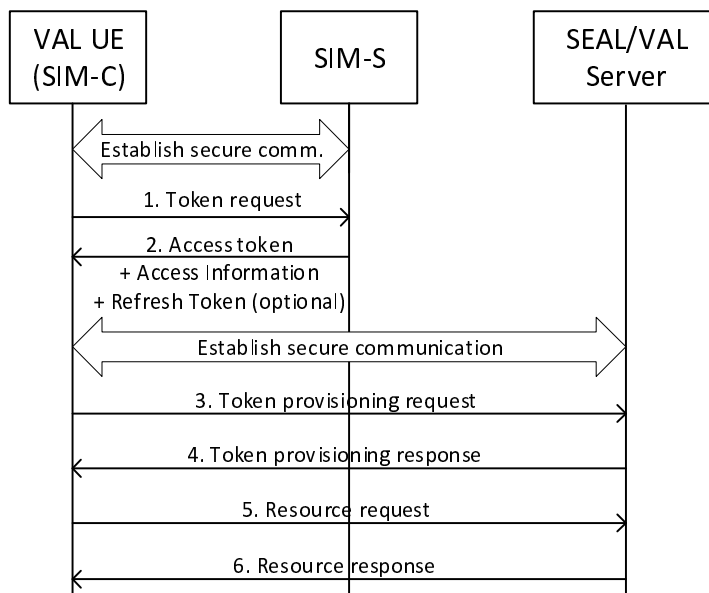 VAL UE
(SIM-C)
SIM-S
SEAL/VAL
Server
Establish secure comm.
1. Token request
2. Access token
+ Access Information
+ Refresh Token (optional)
Establish secure communication
3. Token provisioning request
4. Token provisioning response
5. Resource request
6. Resource response